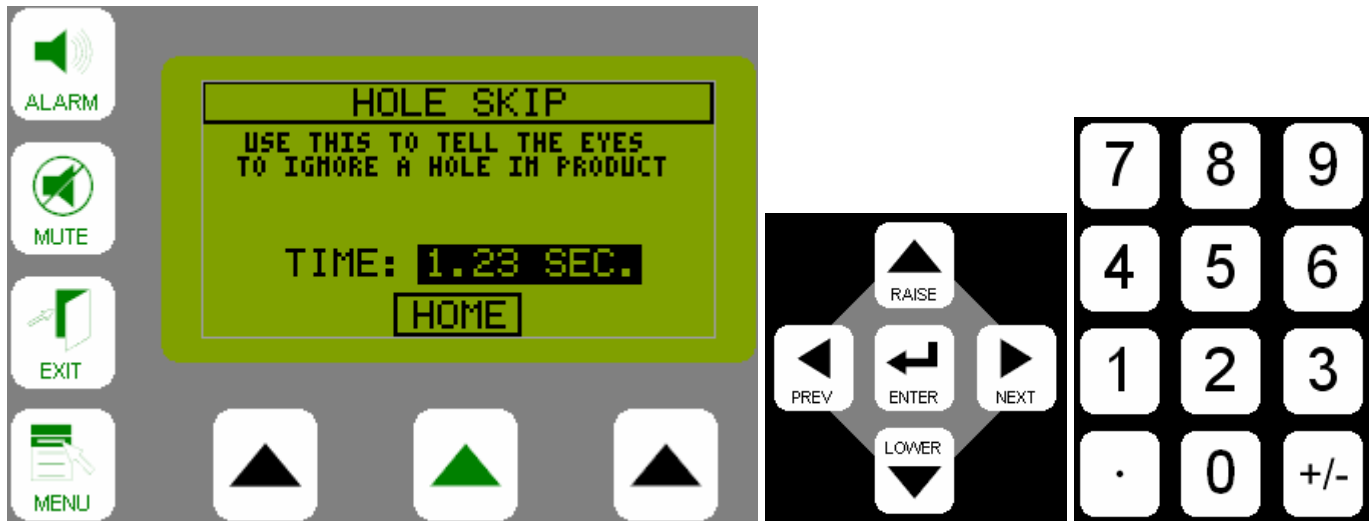 ALARM
MUTE
EXIT
MENU
HOLE SKIP
USE THIS TO TELL THE EYES
TO IGNORE A HOLE IN PRODUCT
TIME: 1.23 SEC.
HOME
RAISE
PREV ENTER NEXT
LOWER
7 8 9
4 5 6
1 2 3
. 0 +/-